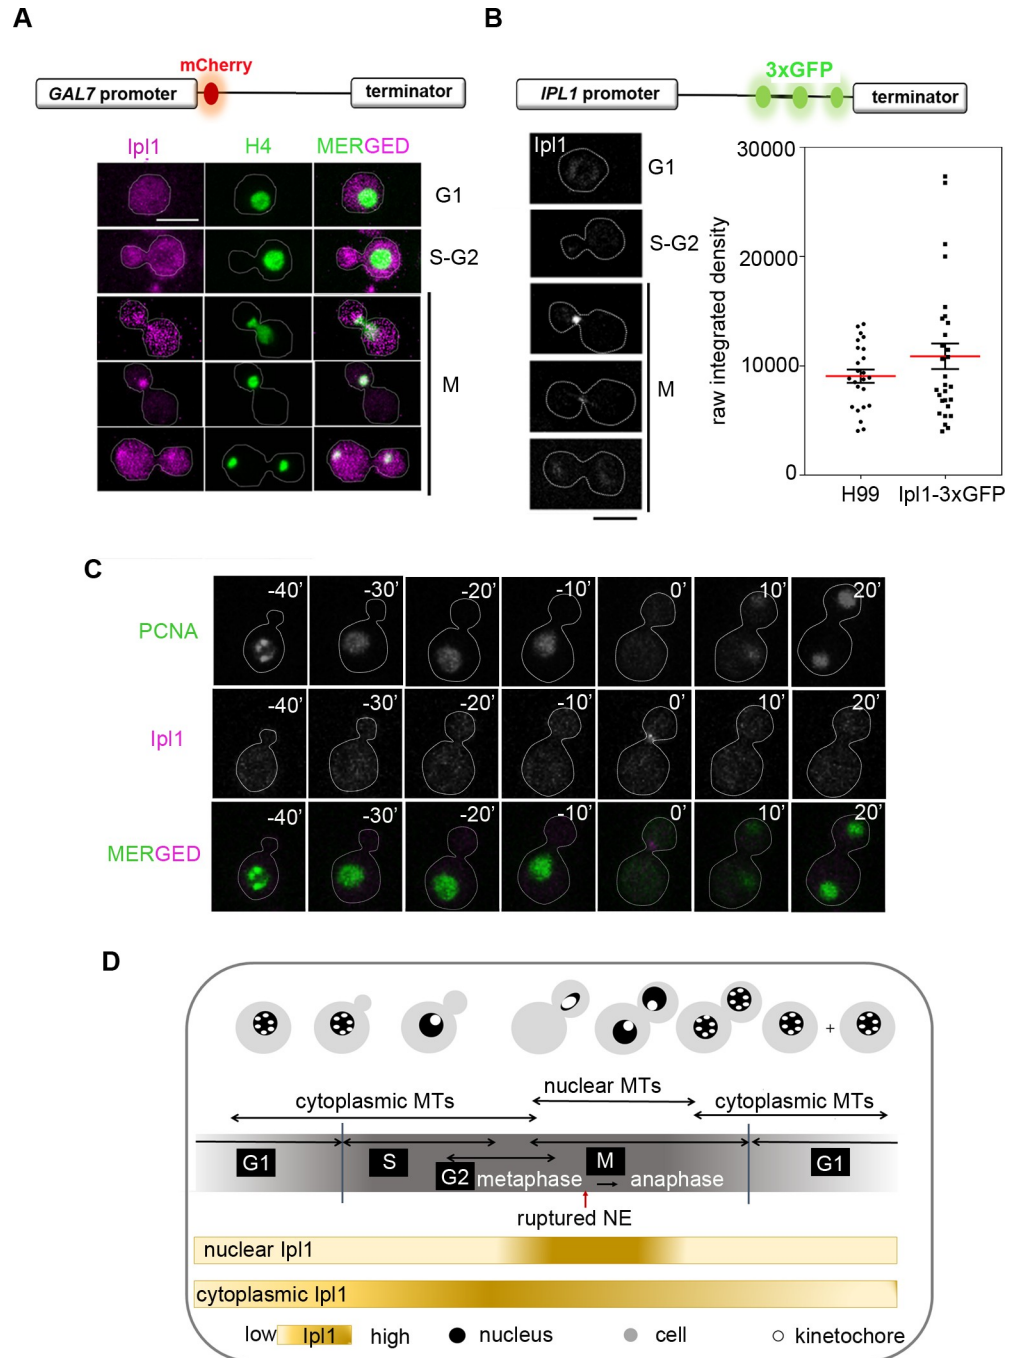 A
mCherry
GAL7 promoter
terminator
Ipl1
H4
MERGED
G1
S-G2
M
B
3xGFP
IPL1 promoter
terminator
Ipl1
G1
S-G2
M
raw integrated density
30000
20000
10000
0
H99
Ipl1-3xGFP
C
PCNA
-40’ -30’ -20’ -10’ 0’ 10’ 20’
Ipl1
-40’ -30’ -20’ -10’ 0’ 10’ 20’
MERGED
-40’ -30’ -20’ -10’ 0’ 10’ 20’
D
+
nuclear MTs
cytoplasmic MTs
cytoplasmic MTs
G1
S
G2
M
G1
metaphase
anaphase
ruptured NE
nuclear Ipl1
cytoplasmic Ipl1
low Ipl1 high
nucleus
cell
kinetochore